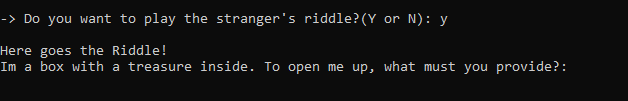 -> Do you want to play the stranger's riddle?(Y or N): y
Here goes the Riddle!
Im a box with a treasure inside. To open me up, what must you provide?: